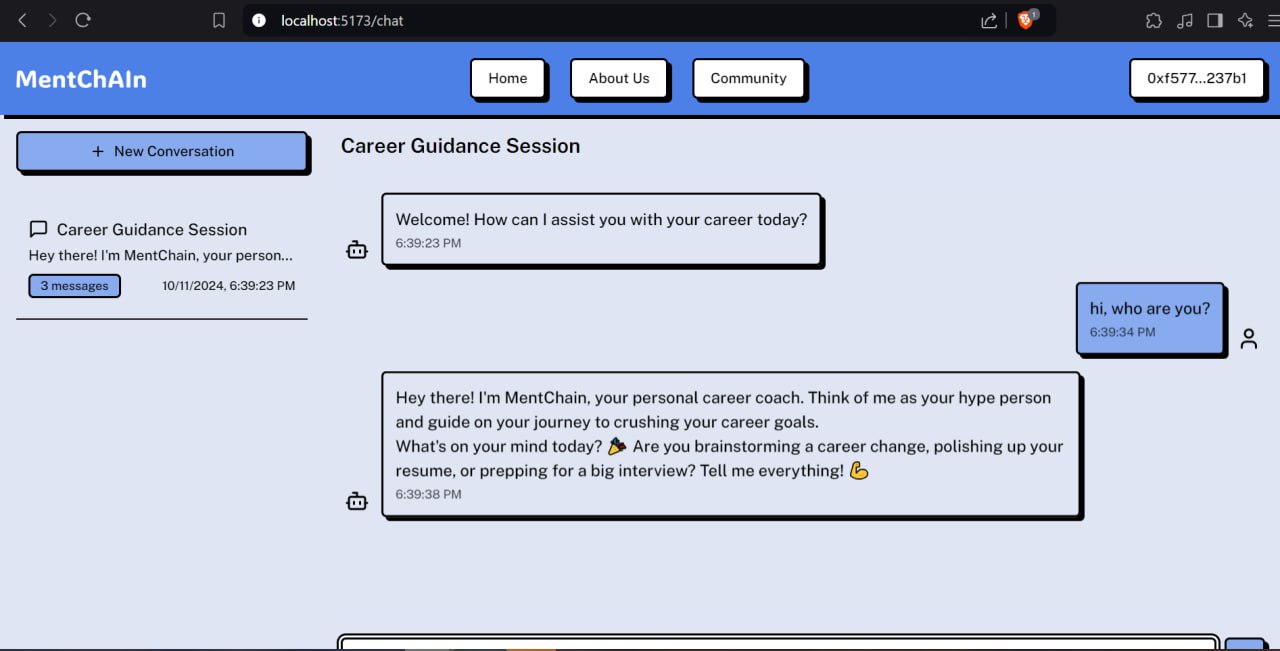 localhost:5173/chat
1
MentChAIn
Home
About Us
Community
0xf577...237b1
+ New Conversation
Career Guidance Session
Hey there! I'm MentChain, your person...
3 messages
10/11/2024, 6:39:23 PM
Career Guidance Session
Welcome! How can I assist you with your career today?
6:39:23 PM
hi, who are you?
6:39:34 PM
Hey there! I'm MentChain, your personal career coach. Think of me as your hype person
and guide on your journey to crushing your career goals.
What's on your mind today? 🎉 Are you brainstorming a career change, polishing up your
resume, or prepping for a big interview? Tell me everything! 💪
6:39:38 PM